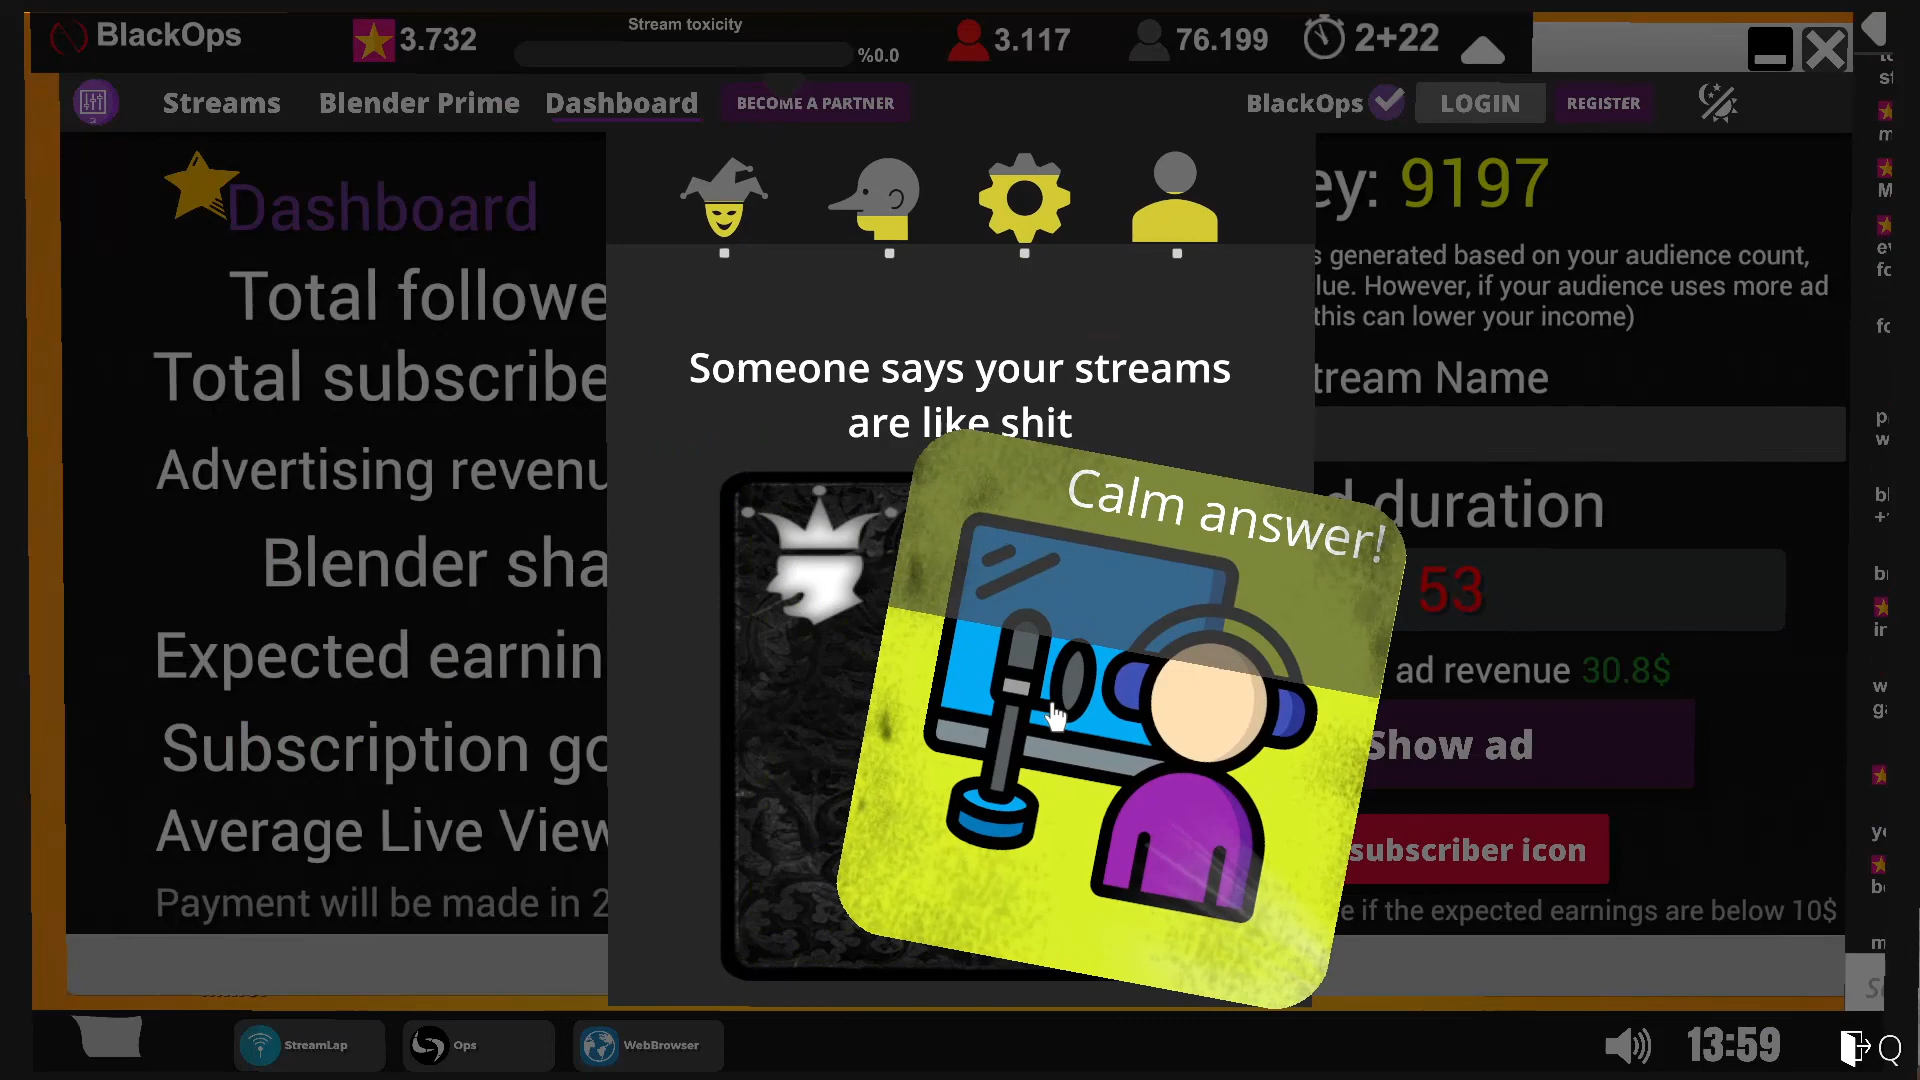 BlackOps
3.732
Stream toxicity
%0.0
3.117
76.199
2+22
Streams
Blender Prime
Dashboard
BECOME A PARTNER
BlackOps
LOGIN
REGISTER
Dashboard
Total followe
Total subscribe
Advertising revenu
Blender sha
Expected earnin
Subscription go
Average Live View
Payment will be made in 2
Someone says your streams
are like shit
Calm answer!
ey: 9197
s generated based on your audience count,
lue. However, if your audience uses more ad
this can lower your income)
tream Name
d duration
53
ad revenue 30.8$
Show ad
subscriber icon
e if the expected earnings are below 10$
StreamLap
Ops
WebBrowser
13:59
Q